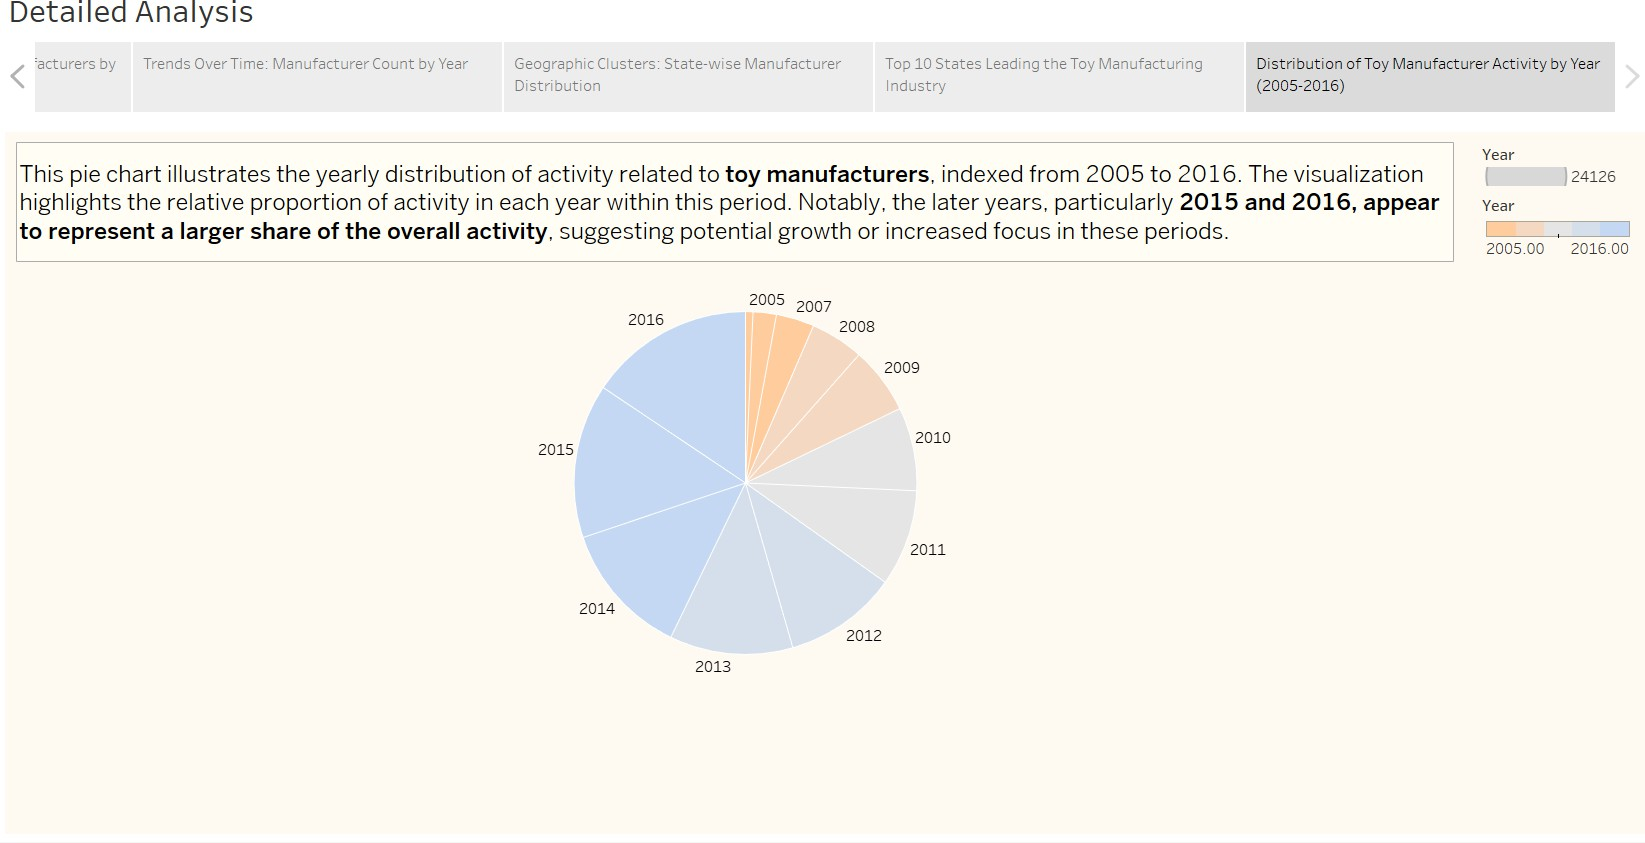 Detailed Analysis
facturers by
Trends Over Time: Manufacturer Count by Year
Geographic Clusters: State-wise Manufacturer
Distribution
Top 10 States Leading the Toy Manufacturing
Industry
Distribution of Toy Manufacturer Activity by Year
(2005-2016)
This pie chart illustrates the yearly distribution of activity related to toy manufacturers, indexed from 2005 to 2016. The visualization
highlights the relative proportion of activity in each year within this period. Notably, the later years, particularly 2015 and 2016, appear
to represent a larger share of the overall activity, suggesting potential growth or increased focus in these periods.
Year
24126
Year
2005.00 2016.00
2005
2007
2008
2009
2010
2011
2012
2013
2014
2015
2016